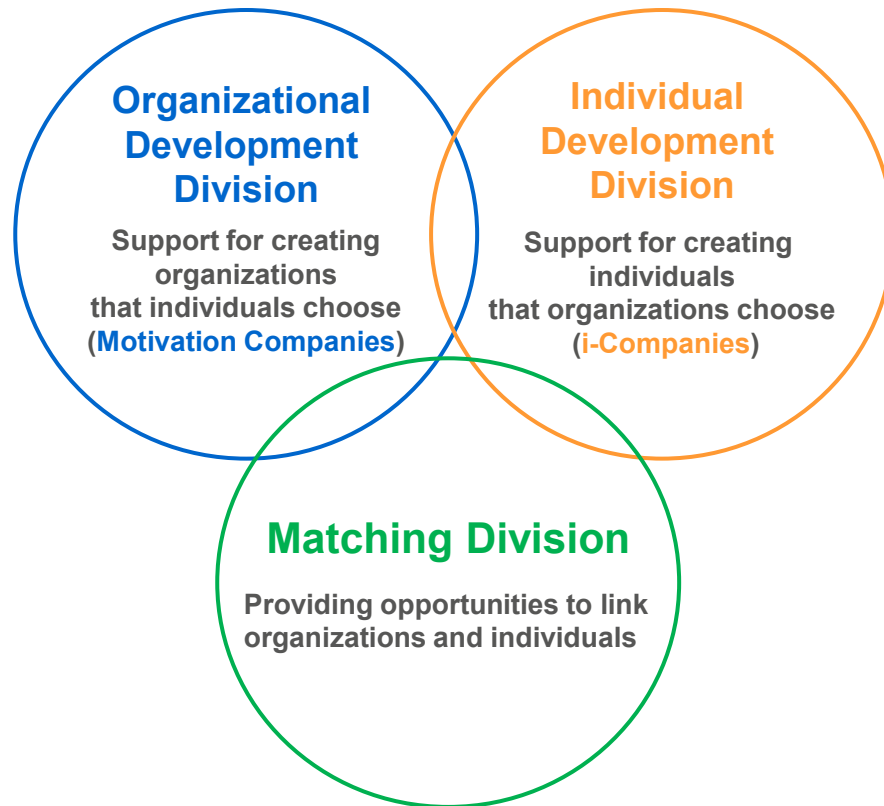 Organizational
Development
Division
Support for creating
organizations
that individuals choose
(Motivation Companies)
Individual
Development
Division
Support for creating
individuals
that organizations choose
(i-Companies)
Matching Division
Providing opportunities to link
organizations and individuals